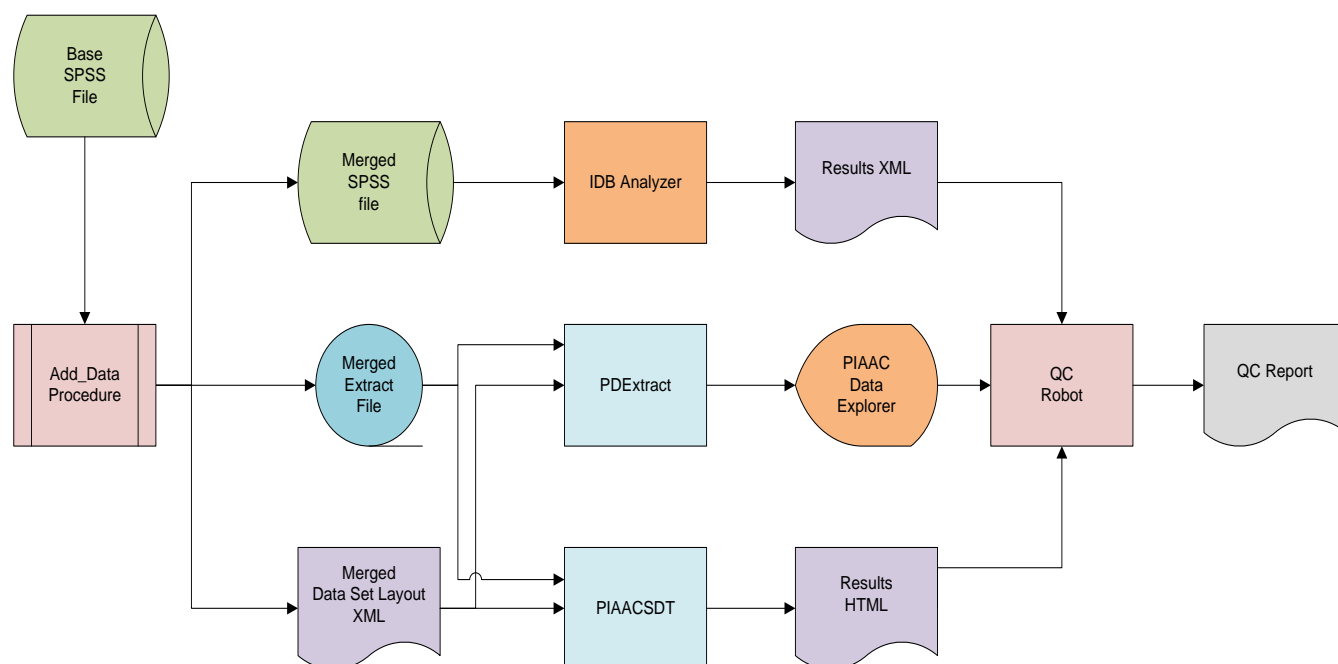 Base
SPSS
File
Merged
SPSS
file
IDB Analyzer
Results XML
Add_Data
Procedure
Merged
Extract
File
PDExtract
PIAAC
Data
Explorer
QC
Robot
QC Report
Merged
Data Set Layout
XML
PIAACSDT
Results
HTML